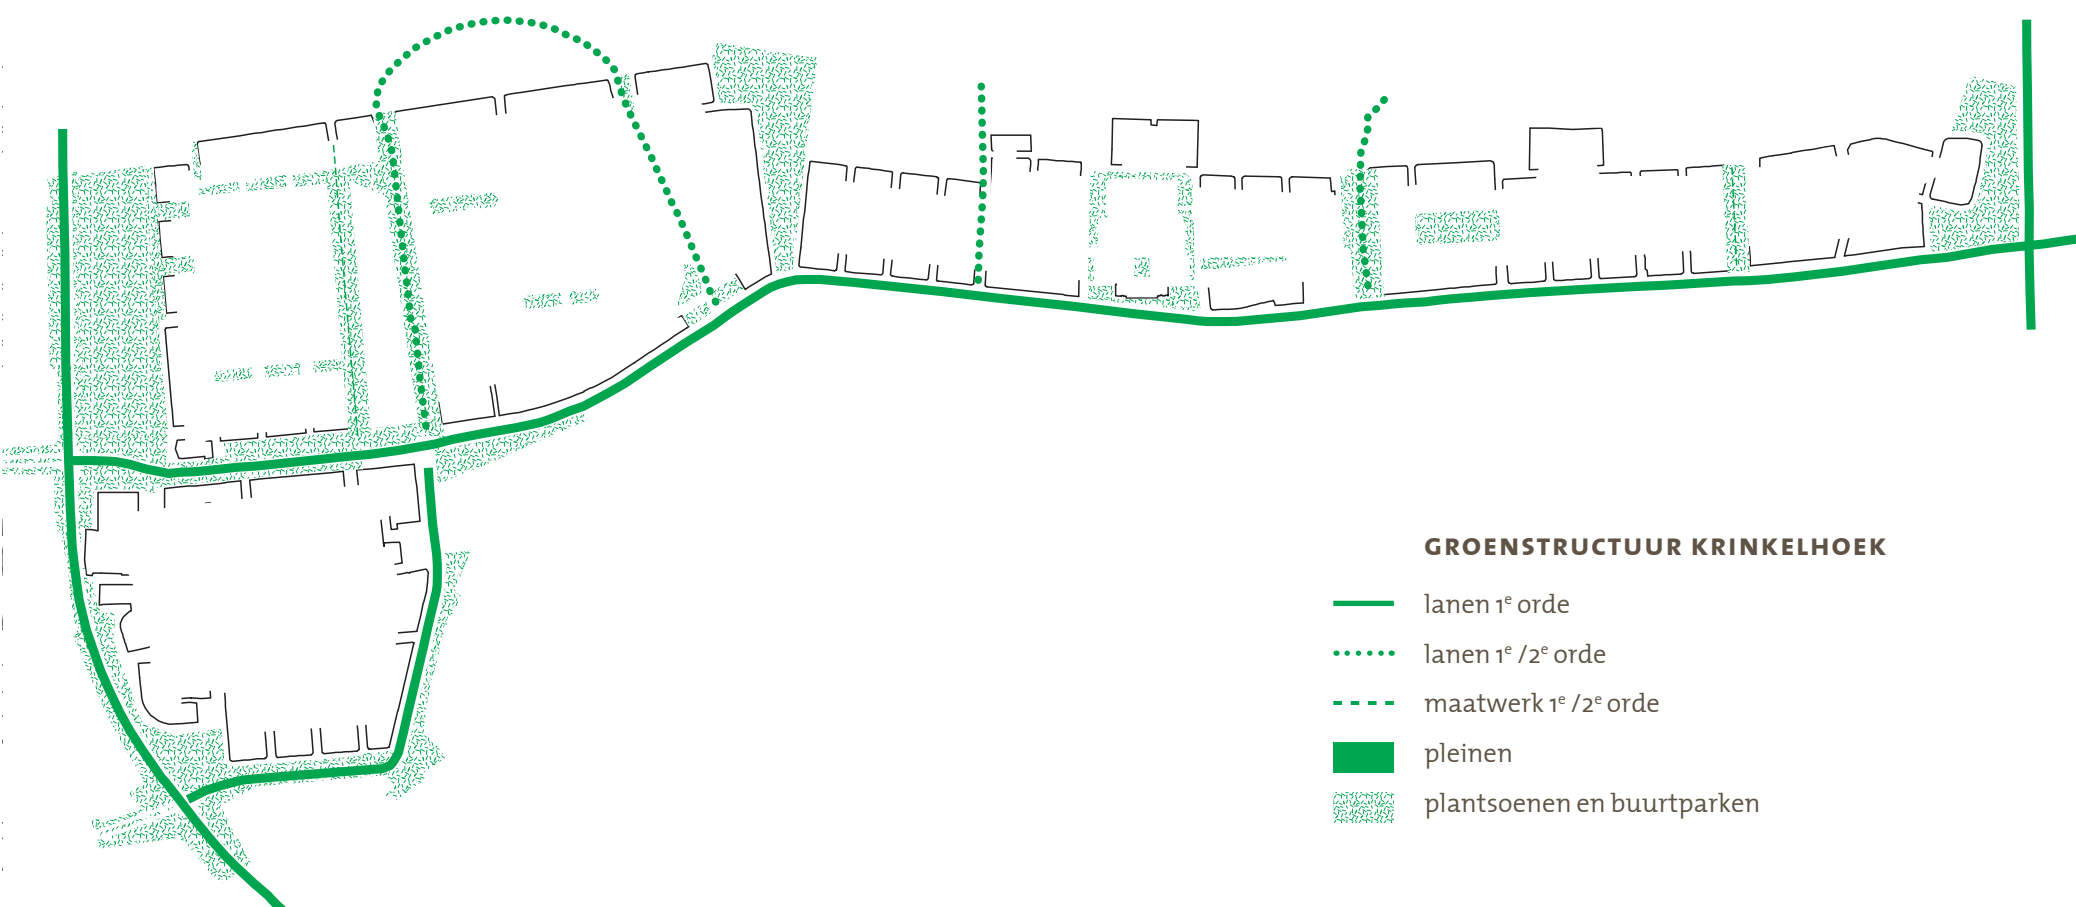 GROENSTRUCTUUR KRINKELHOEK
lanen 1e orde
lanen 1e /2e orde
maatwerk 1e /2e orde
pleinen
plantsoenen en buurtparken